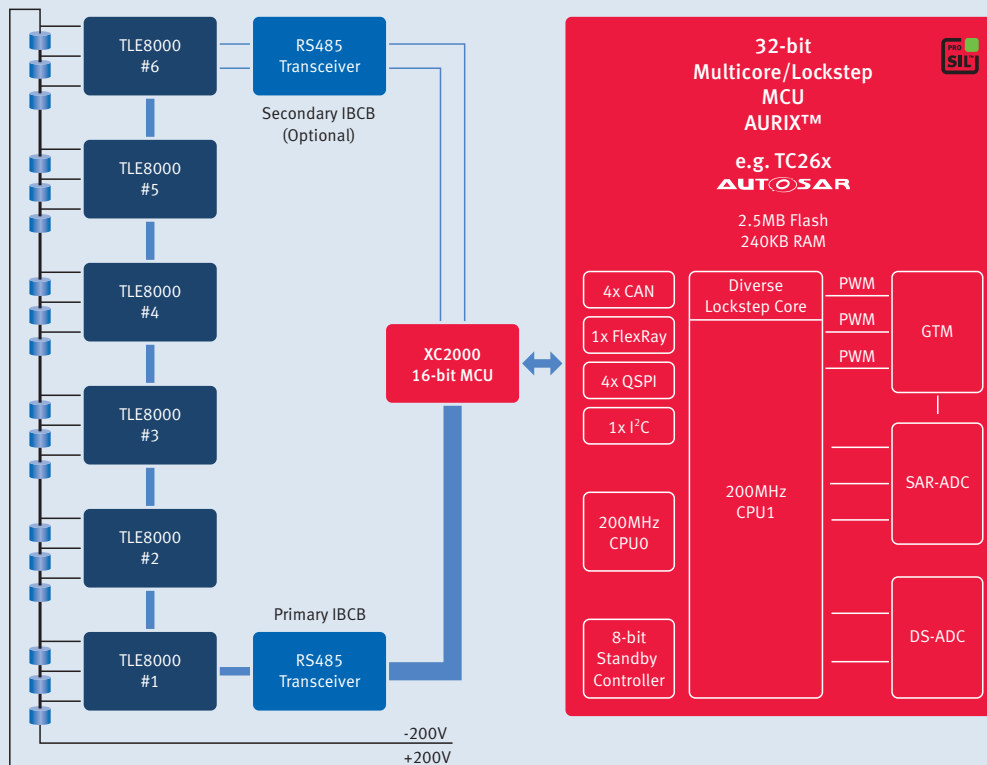 TLE8000
#6
RS485
Transceiver
Secondary IBCB
(Optional)
TLE8000
#5
TLE8000
#4
TLE8000
#3
TLE8000
#2
TLE8000
#1
Primary IBCB
RS485
Transceiver
-200V
+200V
XC2000
16-bit MCU
32-bit
Multicore/Lockstep
MCU
AURIX™
PRO
SIL™
e.g. TC26x
AUTOSAR
2.5MB Flash
240KB RAM
4x CAN
1x FlexRay
4x QSPI
1x I²C
200MHz
CPU0
8-bit
Standby
Controller
Diverse
Lockstep Core
200MHz
CPU1
PWM
PWM
PWM
GTM
SAR-ADC
DS-ADC